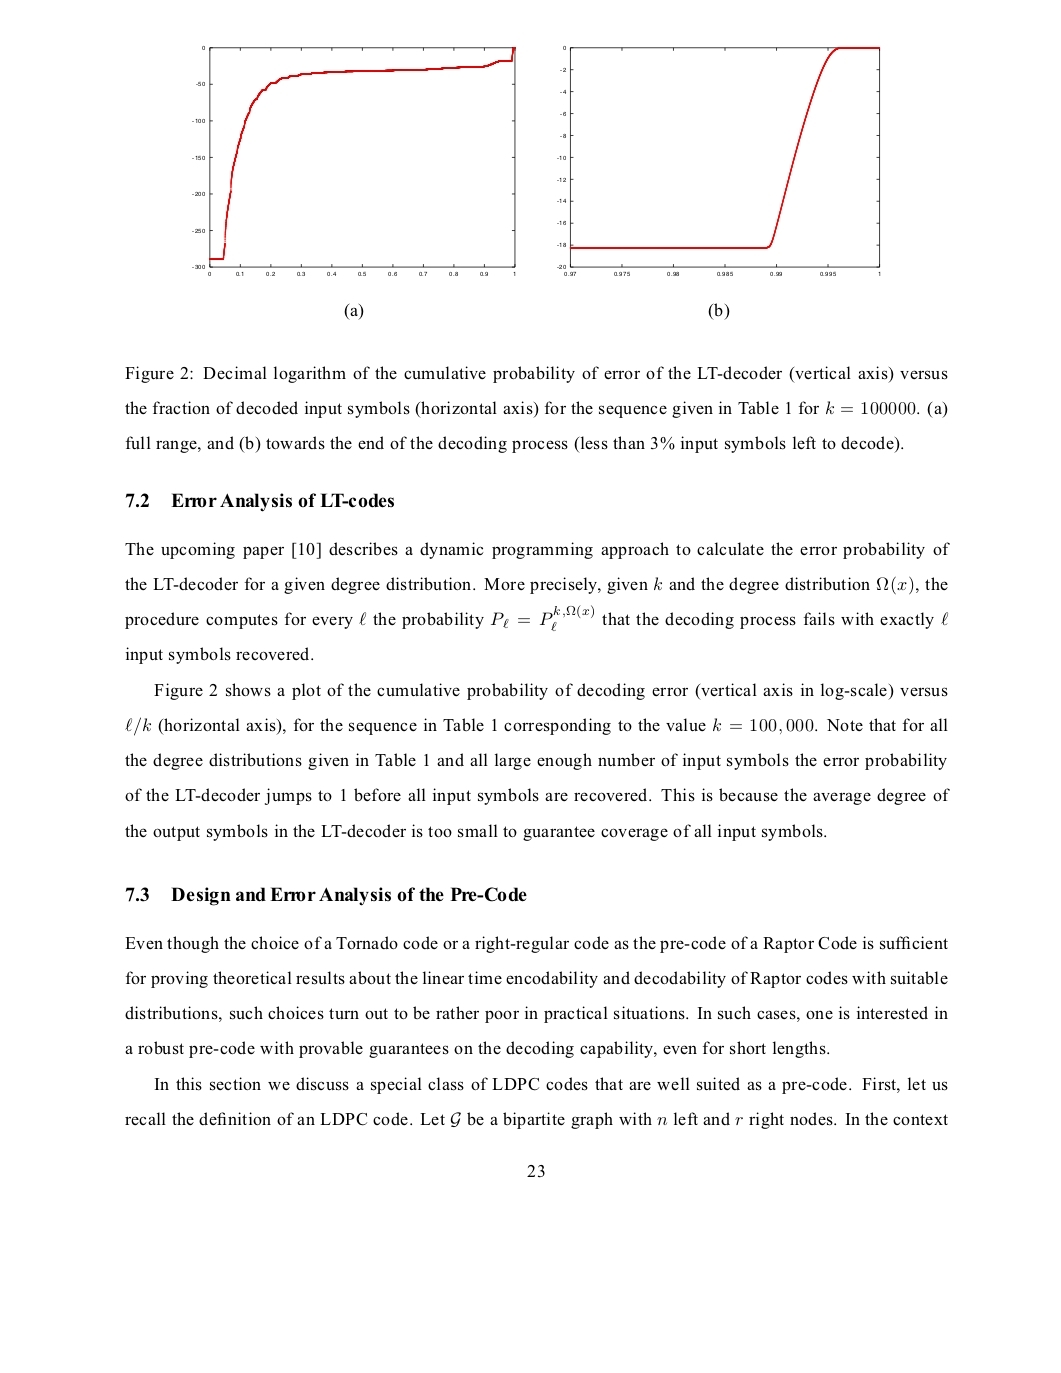 0
-50
-100
-150
-200
-250
-300
0 0.1 0.2 0.3 0.4 0.5 0.6 0.7 0.8 0.9 1
0
-2
-4
-6
-8
-10
-12
-14
-16
-18
-20
0.97 0.975 0.98 0.985 0.99 0.995 1
(a)
(b)
Figure 2: Decimal logarithm of the cumulative probability of error of the LT-decoder (vertical axis) versus
the fraction of decoded input symbols (horizontal axis) for the sequence given in Table 1 for k = 100000. (a)
full range, and (b) towards the end of the decoding process (less than 3% input symbols left to decode).
7.2 Error Analysis of LT-codes
The upcoming paper [10] describes a dynamic programming approach to calculate the error probability of
the LT-decoder for a given degree distribution. More precisely, given k and the degree distribution Ω(x), the
procedure computes for every ℓ the probability P_ℓ = P_ℓ^{k,Ω(x)} that the decoding process fails with exactly ℓ
input symbols recovered.
Figure 2 shows a plot of the cumulative probability of decoding error (vertical axis in log-scale) versus
ℓ/k (horizontal axis), for the sequence in Table 1 corresponding to the value k = 100,000. Note that for all
the degree distributions given in Table 1 and all large enough number of input symbols the error probability
of the LT-decoder jumps to 1 before all input symbols are recovered. This is because the average degree of
the output symbols in the LT-decoder is too small to guarantee coverage of all input symbols.
7.3 Design and Error Analysis of the Pre-Code
Even though the choice of a Tornado code or a right-regular code as the pre-code of a Raptor Code is sufficient
for proving theoretical results about the linear time encodability and decodability of Raptor codes with suitable
distributions, such choices turn out to be rather poor in practical situations. In such cases, one is interested in
a robust pre-code with provable guarantees on the decoding capability, even for short lengths.
In this section we discuss a special class of LDPC codes that are well suited as a pre-code. First, let us
recall the definition of an LDPC code. Let 𝒢 be a bipartite graph with n left and r right nodes. In the context
23